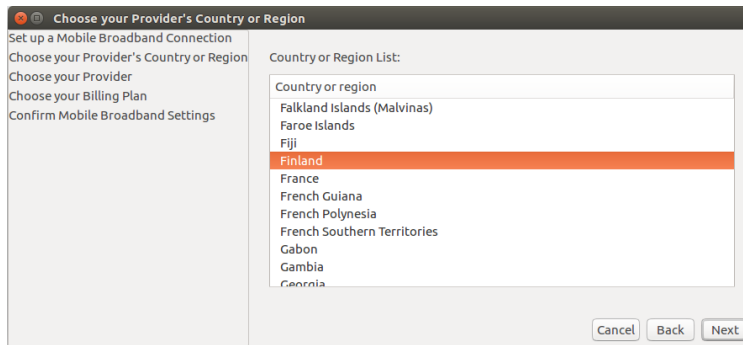 Choose your Provider's Country or Region
Set up a Mobile Broadband Connection
Choose your Provider's Country or Region
Choose your Provider
Choose your Billing Plan
Confirm Mobile Broadband Settings
Country or Region List:
Country or region
Falkland Islands (Malvinas)
Faroe Islands
Fiji
Finland
France
French Guiana
French Polynesia
French Southern Territories
Gabon
Gambia
Georgia
Cancel Back Next